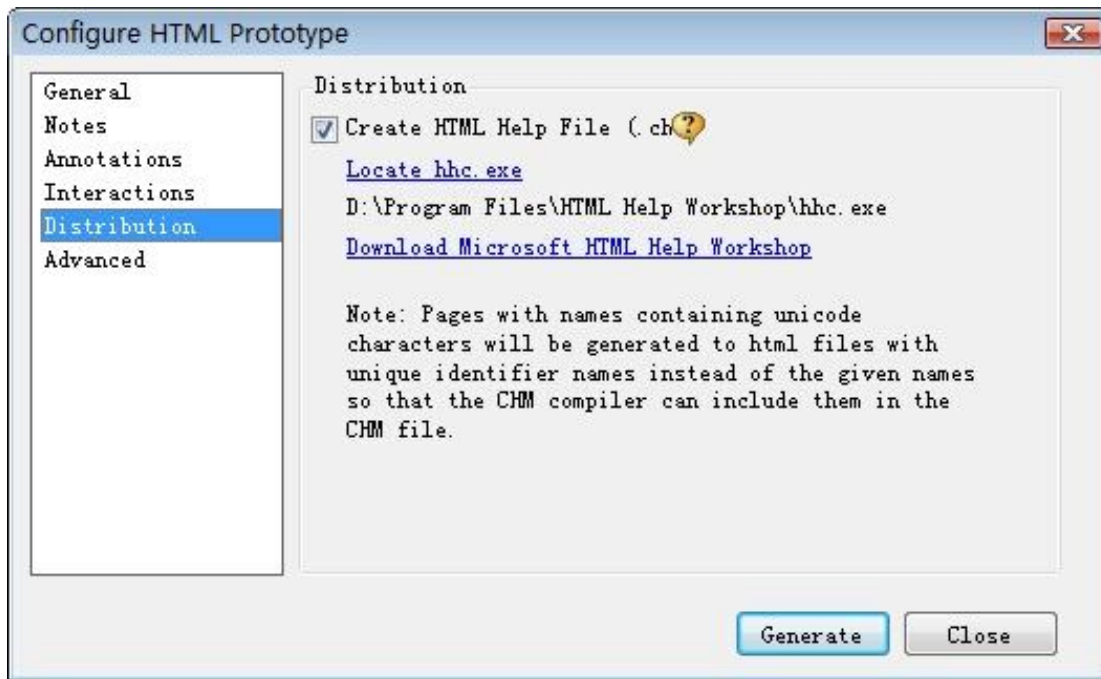 Configure HTML Prototype
General
Notes
Annotations
Interactions
Distribution
Advanced
Distribution
Create HTML Help File (.ch
Locate hhc.exe
D:\Program Files\HTML Help Workshop\hhc.exe
Download Microsoft HTML Help Workshop
Note: Pages with names containing unicode
characters will be generated to html files with
unique identifier names instead of the given names
so that the CHM compiler can include them in the
CHM file.
Generate
Close